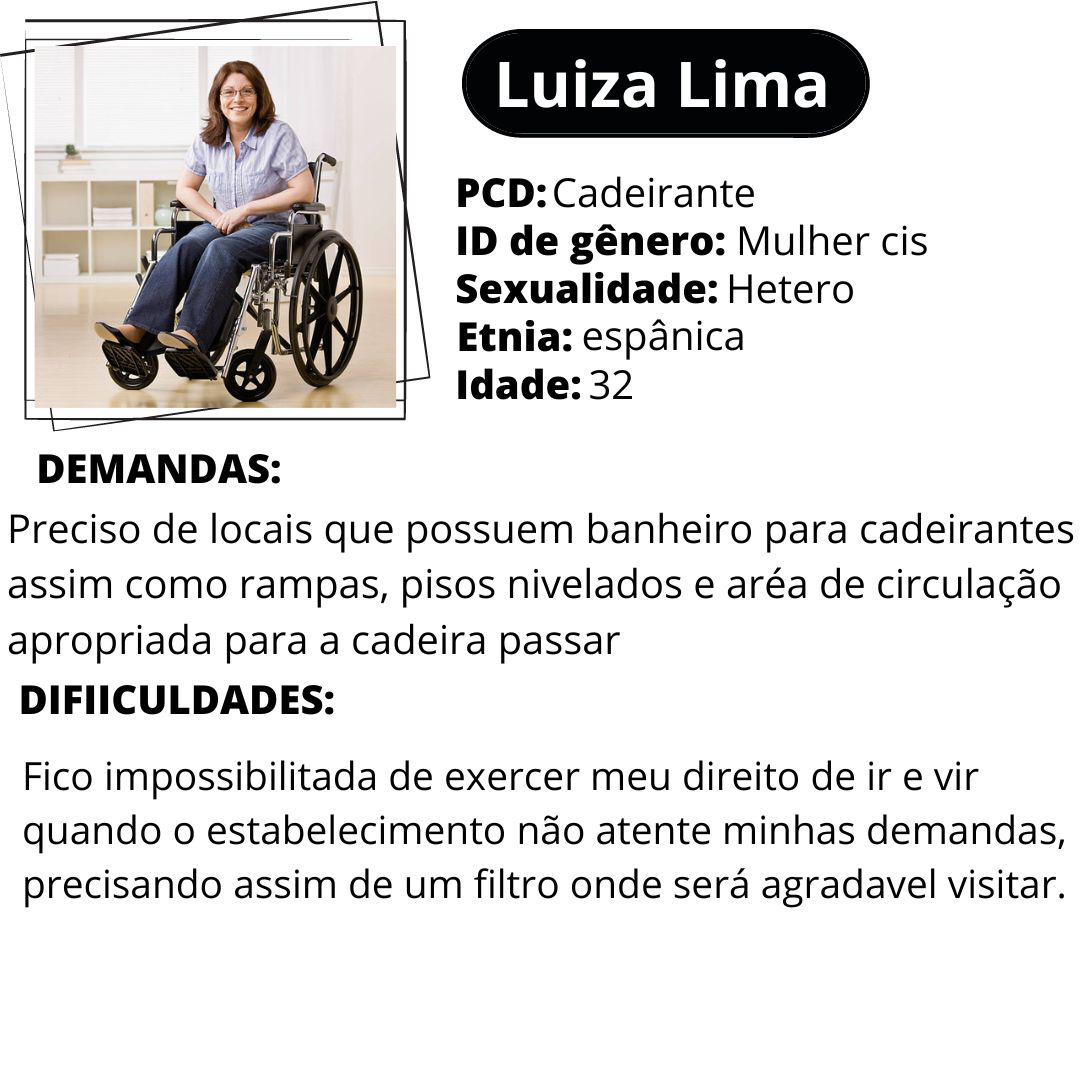 Luiza Lima
PCD: Cadeirante
ID de gênero: Mulher cis
Sexualidade: Hetero
Etnia: espânica
Idade: 32
DEMANDAS:
Preciso de locais que possuem banheiro para cadeirantes
assim como rampas, pisos nivelados e aréa de circulação
apropriada para a cadeira passar
DIFIICULDADES:
Fico impossibilitada de exercer meu direito de ir e vir
quando o estabelecimento não atente minhas demandas,
precisando assim de um filtro onde será agradavel visitar.